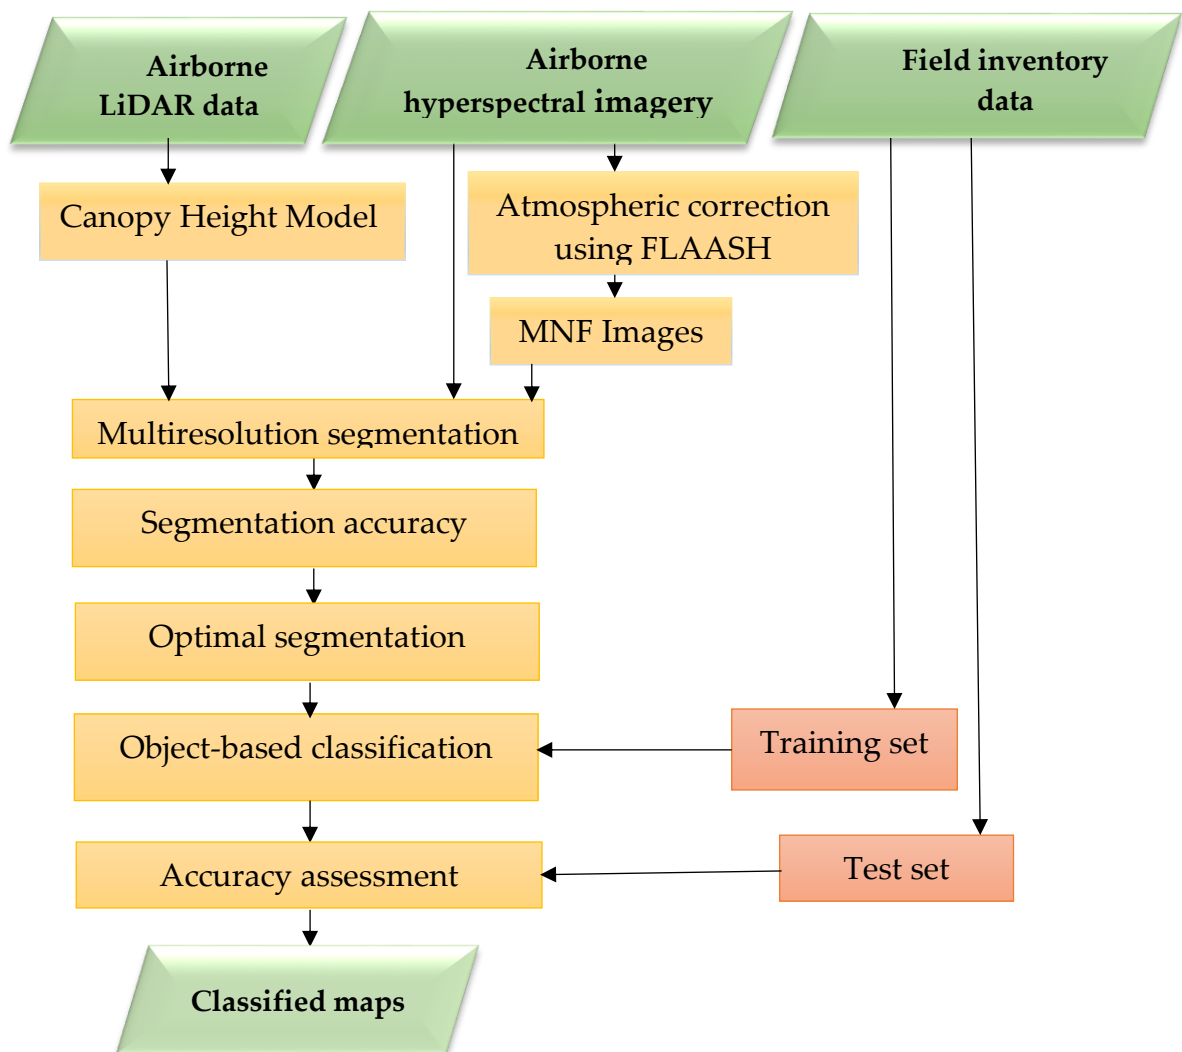 Airborne
LiDAR data
Airborne
hyperspectral imagery
Field inventory
data
Canopy Height Model
Atmospheric correction
using FLAASH
MNF Images
Multiresolution segmentation
Segmentation accuracy
Optimal segmentation
Object-based classification
Training set
Accuracy assessment
Test set
Classified maps